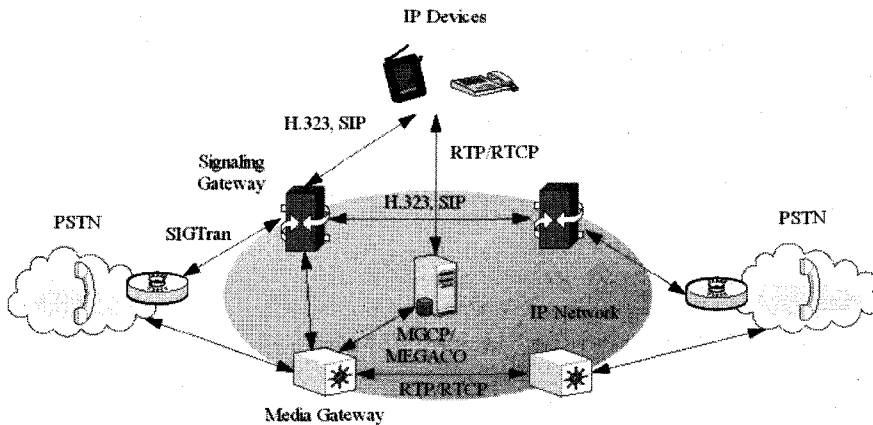 IP Devices
H.323, SIP
RTP/RTCP
Signaling
Gateway
H.323, SIP
PSTN
PSTN
SIGTran
IP Network
MGCP/
MEGACO
RTP/RTCP
Media Gateway